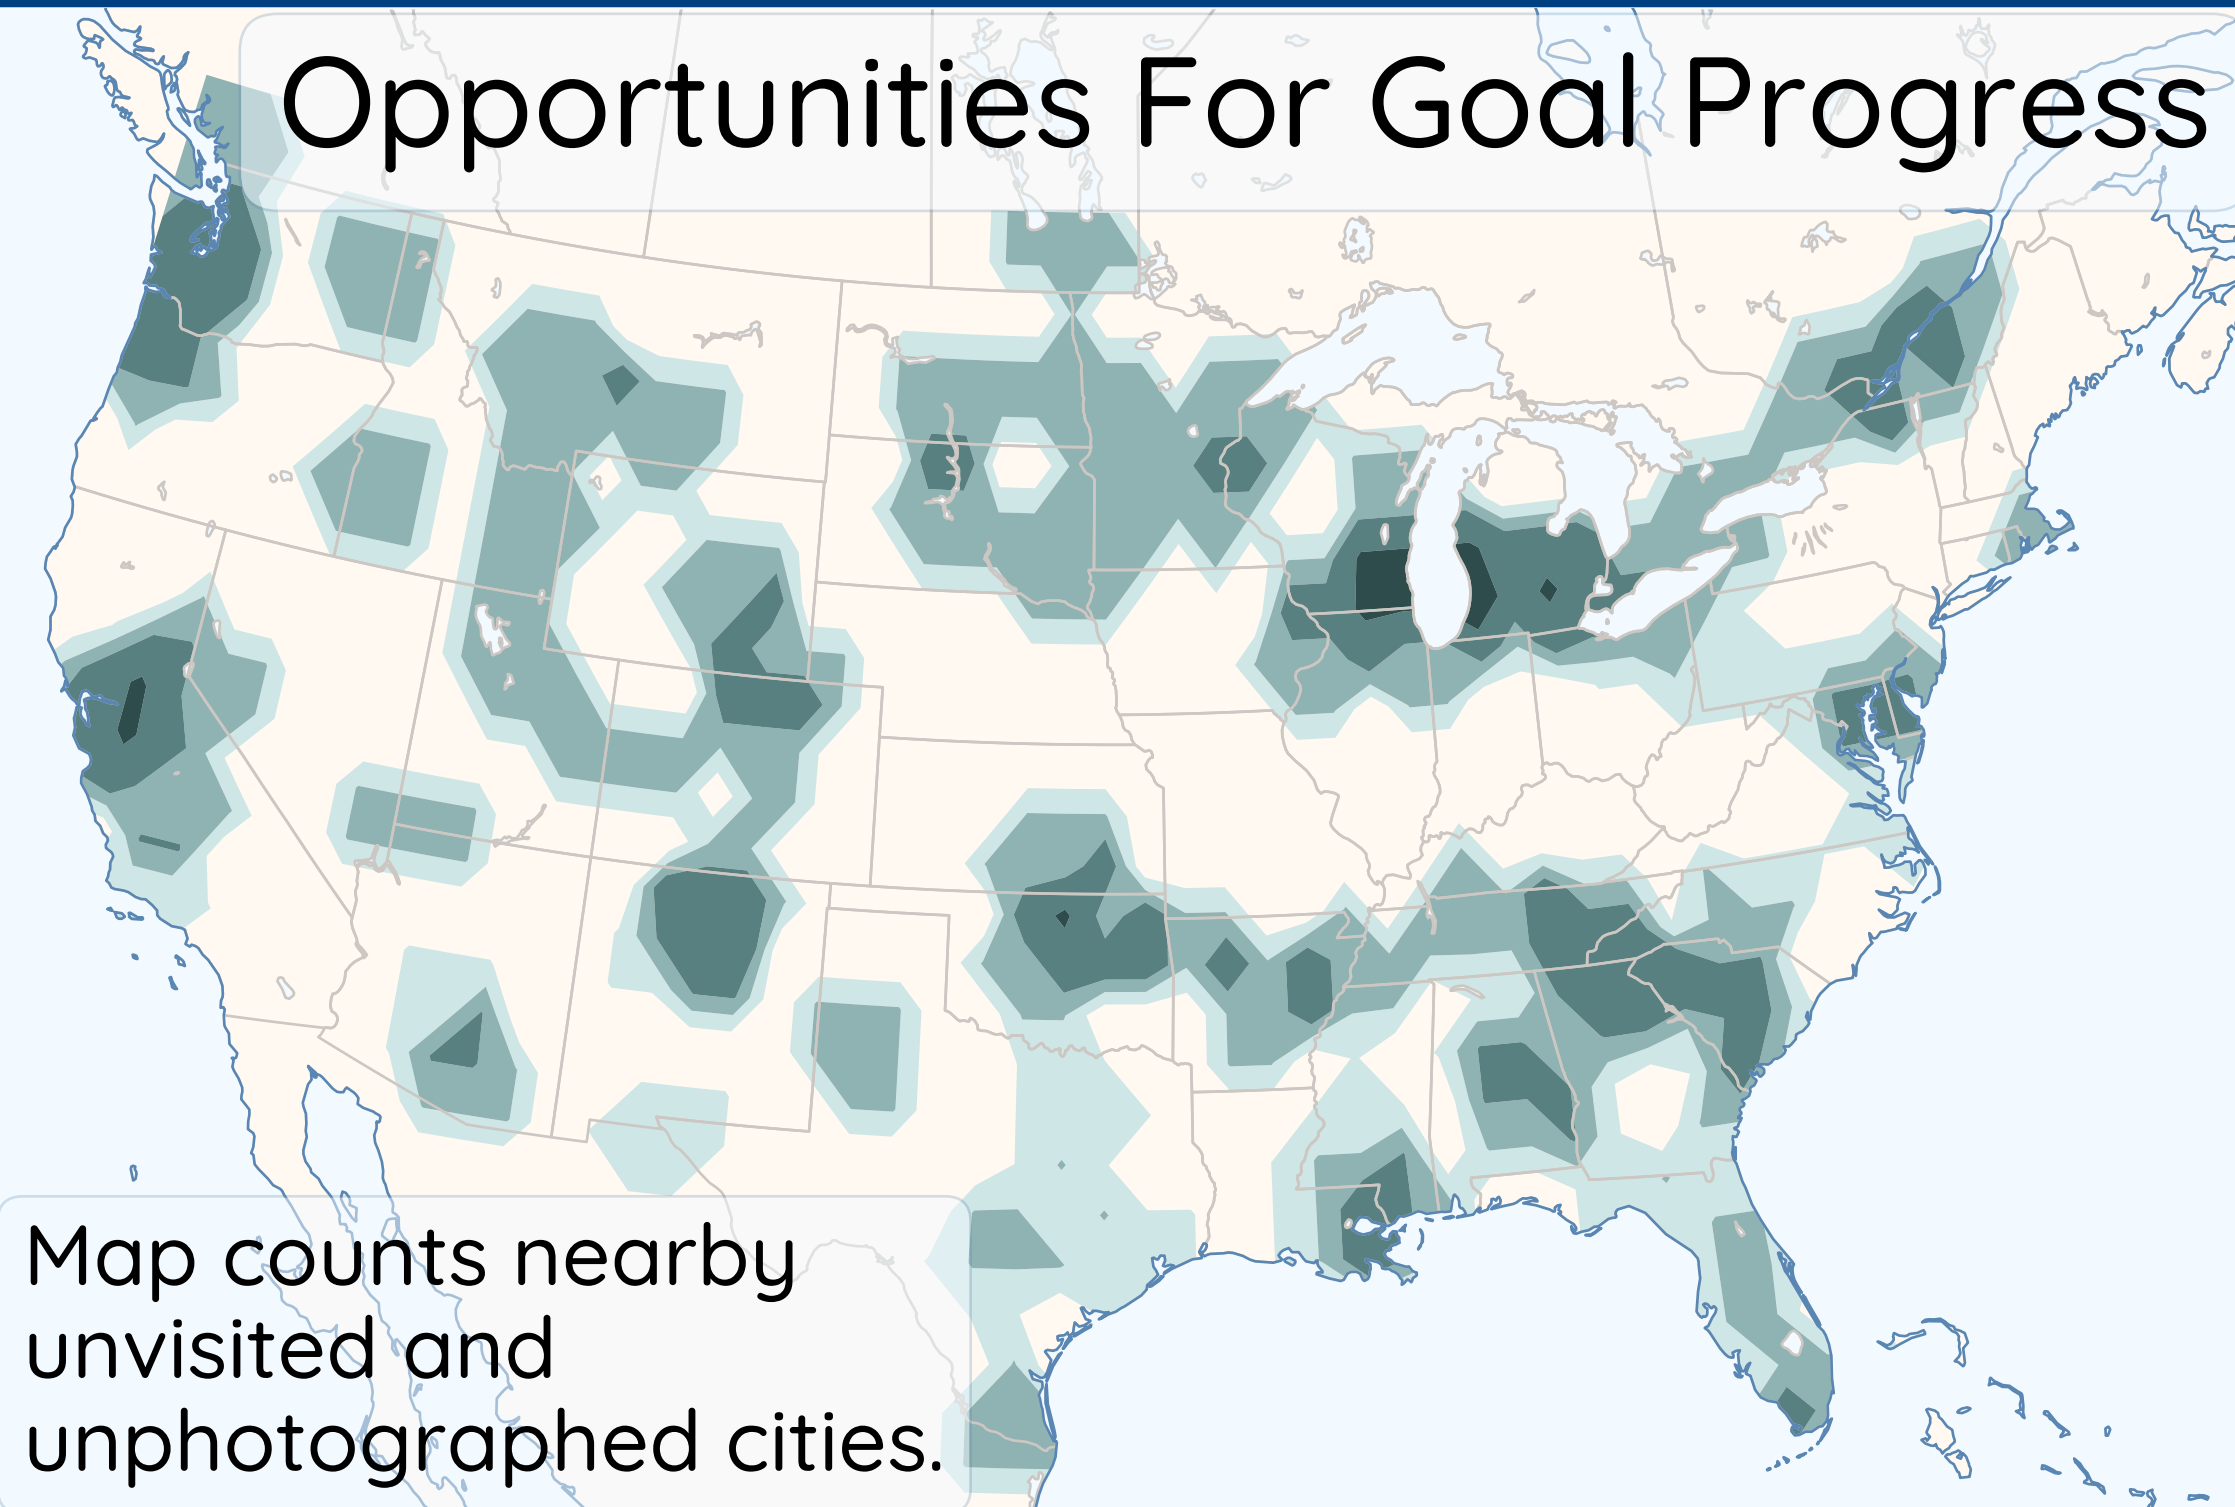 Opportunities For Goal Progress
Map counts nearby
unvisited and
unphotographed cities.